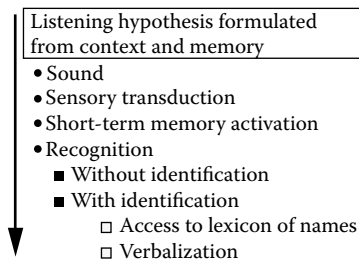 Listening hypothesis formulated
from context and memory
• Sound
• Sensory transduction
• Short-term memory activation
• Recognition
■ Without identification
■ With identification
□ Access to lexicon of names
□ Verbalization